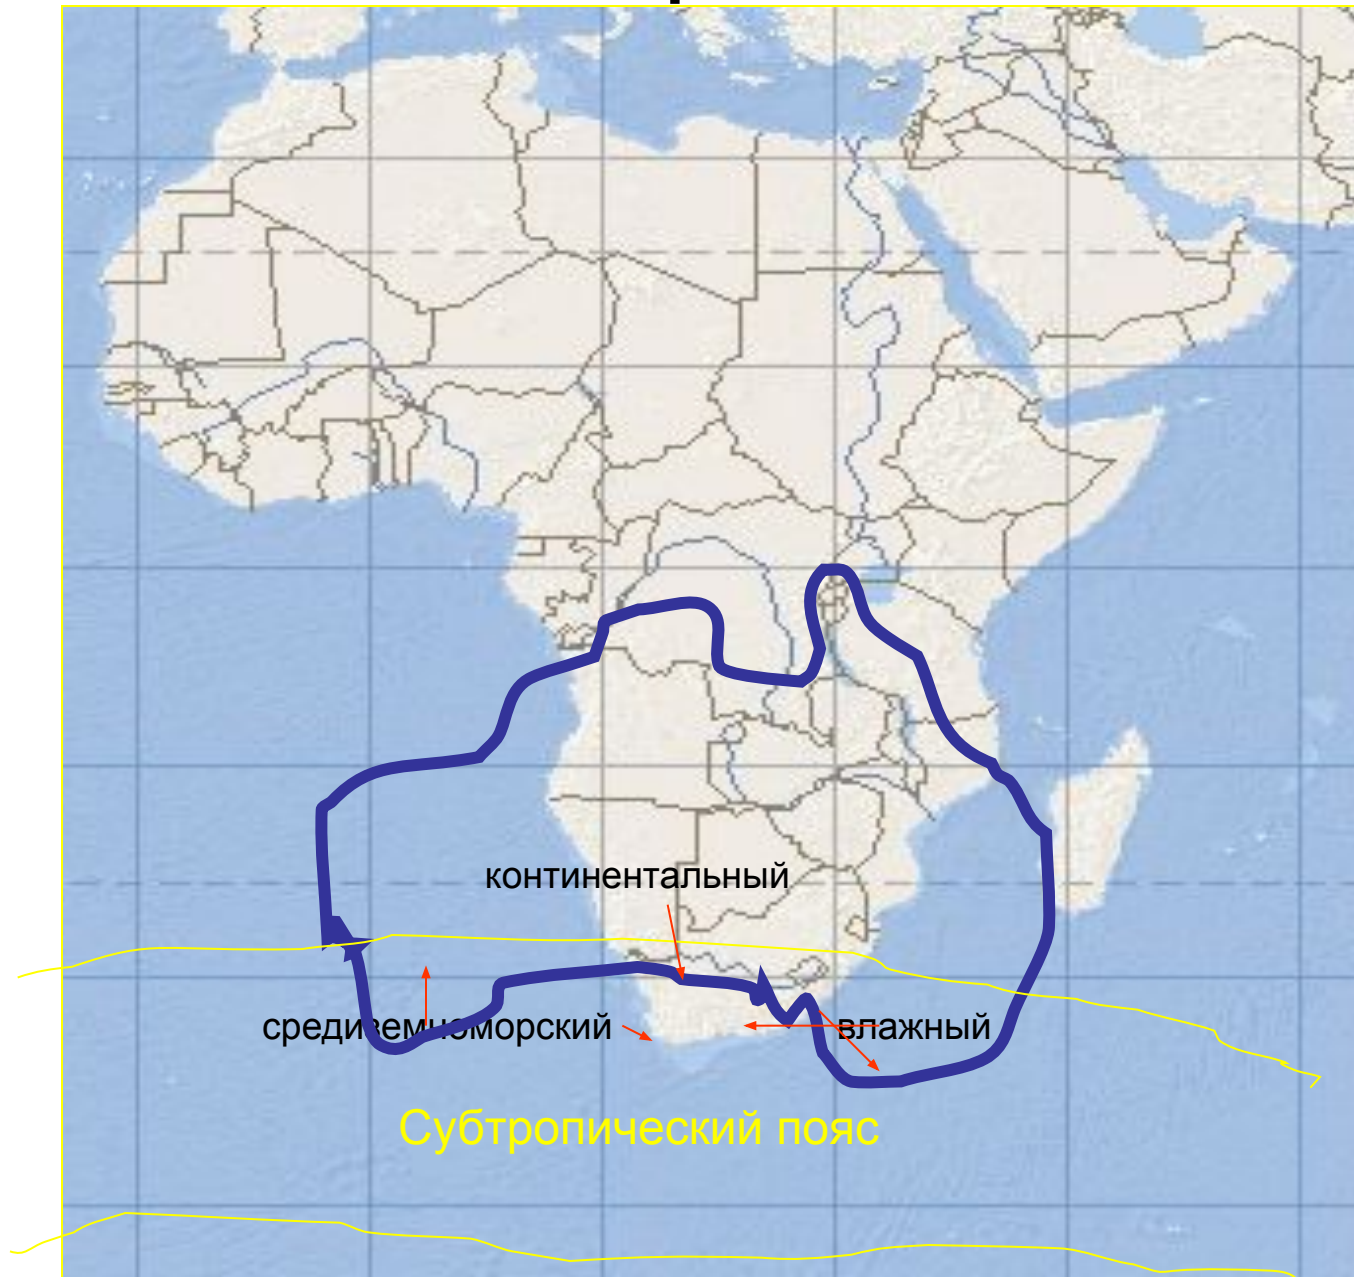 континентальный
средиземноморский
влажный
Субтропический пояс